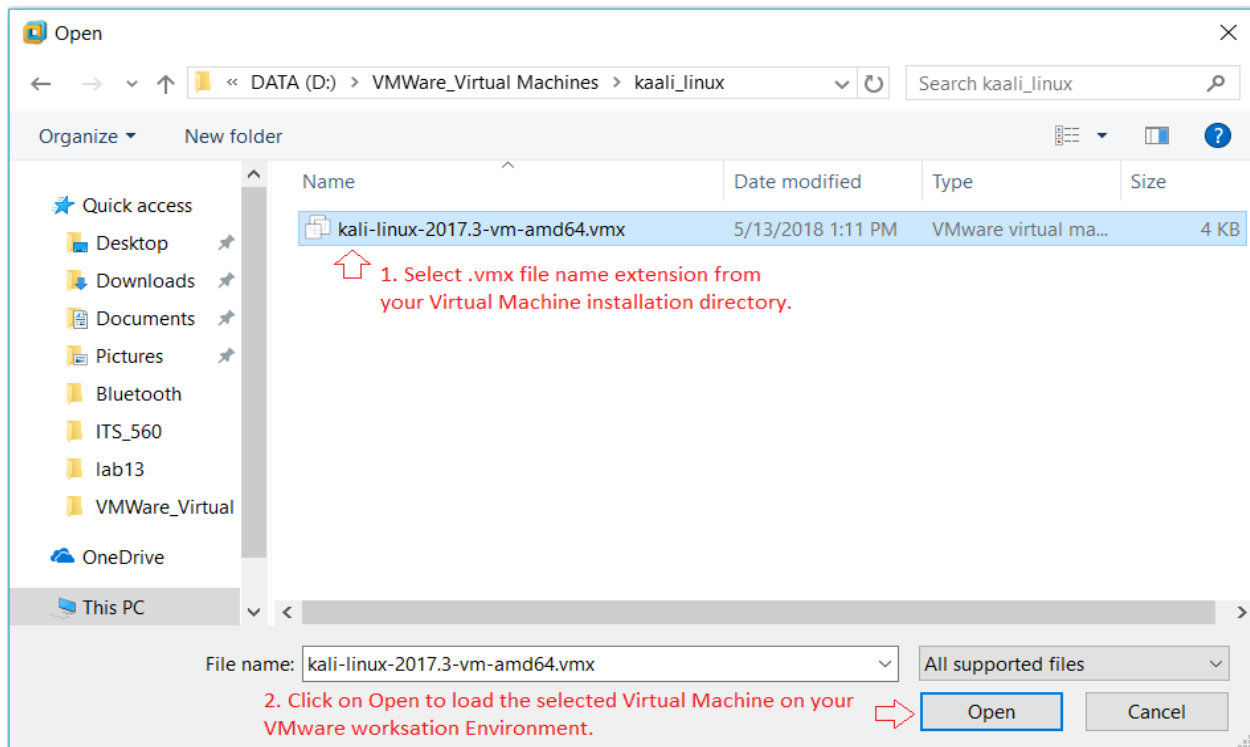 Open
« DATA (D:) > VMWare_Virtual Machines > kaali_linux
Search kaali_linux
Organize
New folder
?
Name
Date modified
Type
Size
Quick access
Desktop
Downloads
Documents
Pictures
Bluetooth
ITS_560
lab13
VMWare_Virtual
OneDrive
This PC
kali-linux-2017.3-vm-amd64.vmx
5/13/2018 1:11 PM
VMware virtual ma...
4 KB
1. Select .vmx file name extension from
your Virtual Machine installation directory.
File name:
kali-linux-2017.3-vm-amd64.vmx
All supported files
2. Click on Open to load the selected Virtual Machine on your
VMware worksation Environment.
Open
Cancel